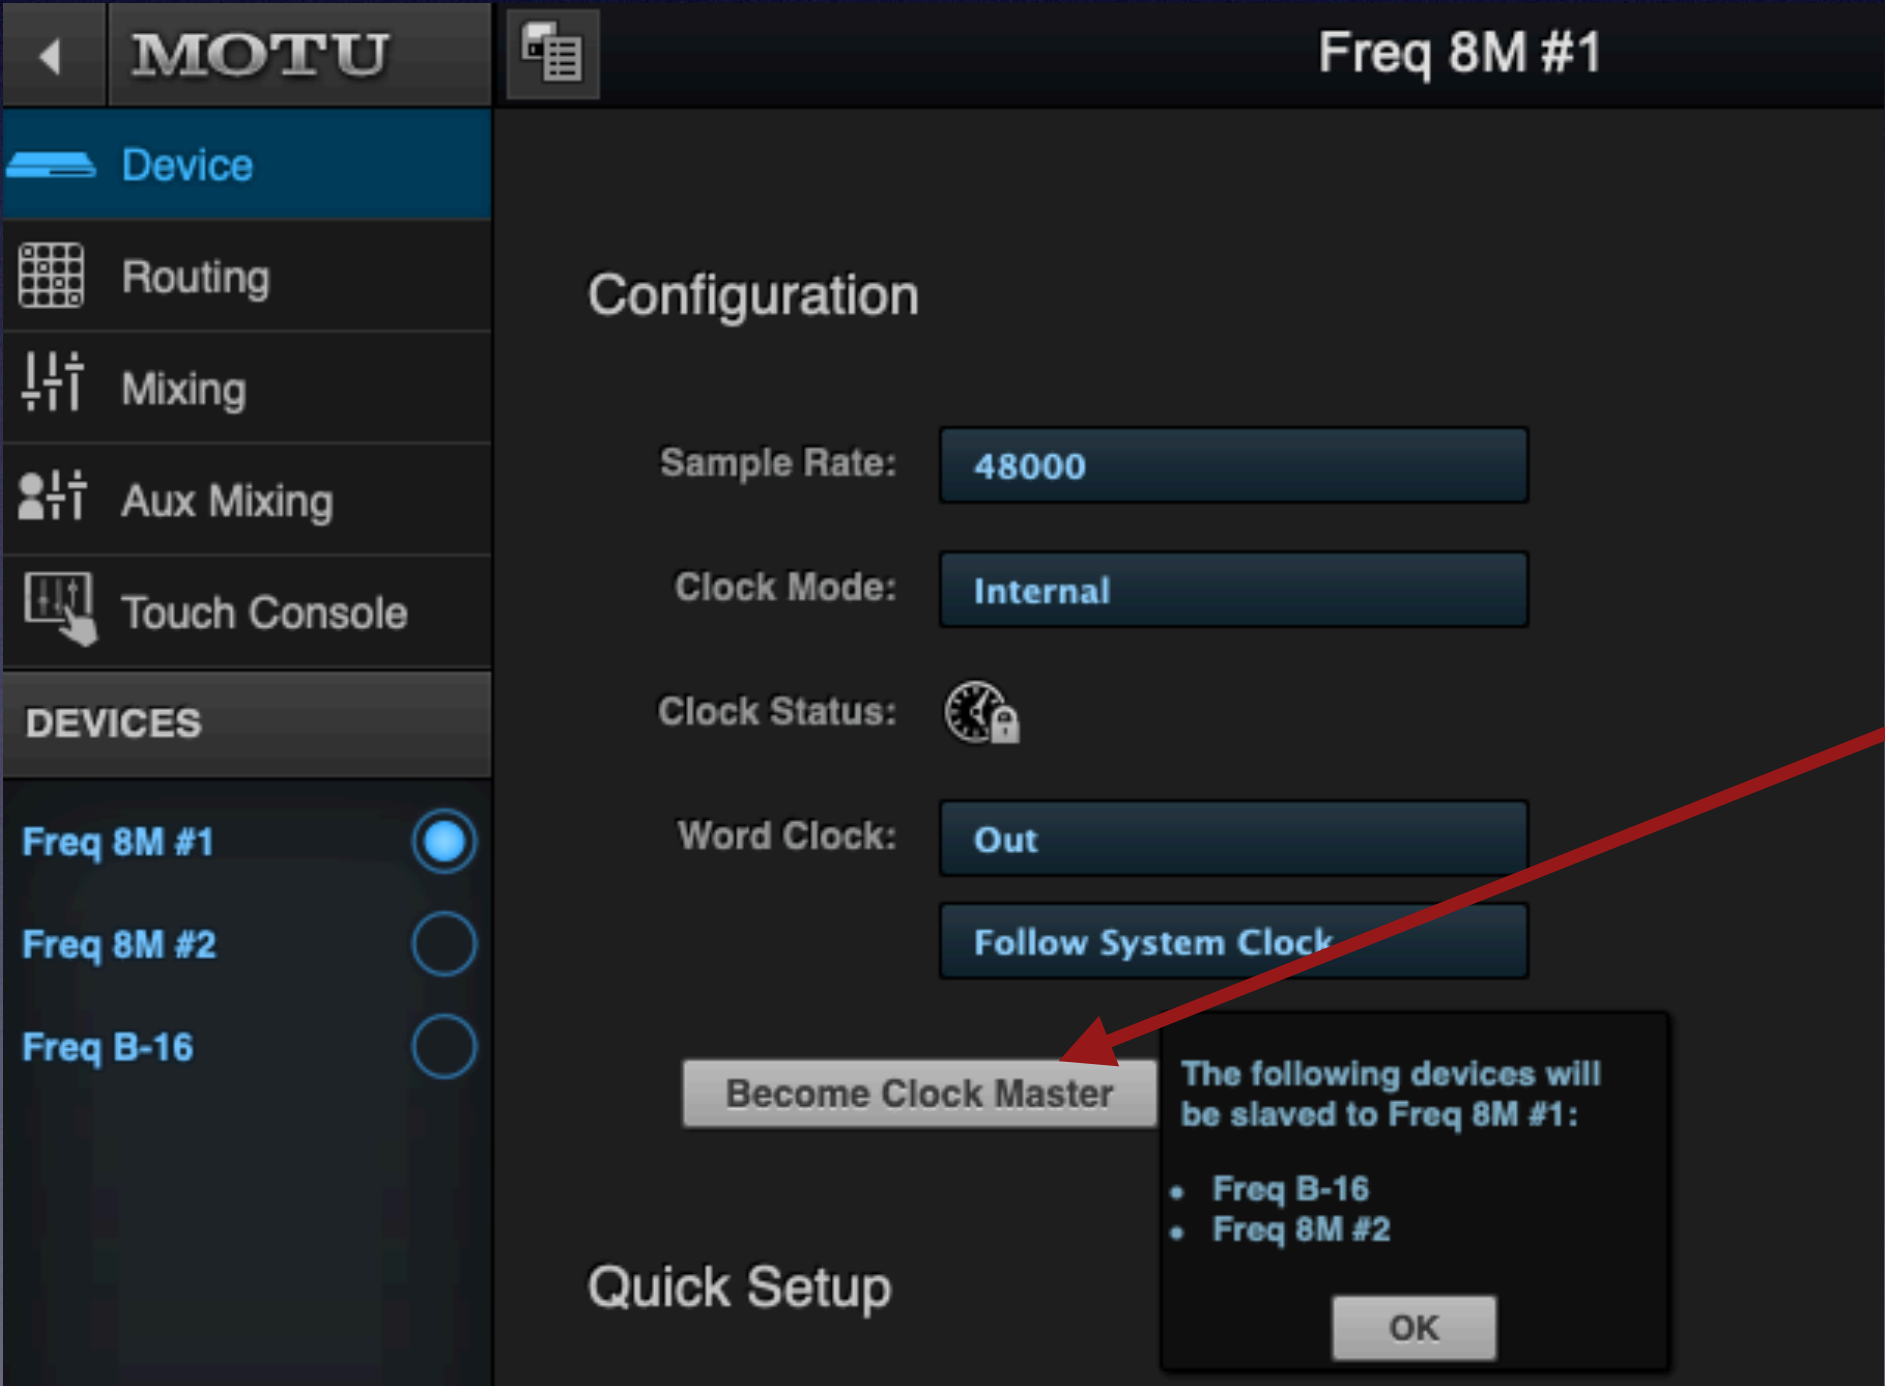 MOTU
Freq 8M #1
Device
Routing
Mixing
Aux Mixing
Touch Console
DEVICES
Freq 8M #1
Freq 8M #2
Freq B-16
Configuration
Sample Rate: 48000
Clock Mode: Internal
Clock Status:
Word Clock: Out
Follow System Clock
Become Clock Master
The following devices will
be slaved to Freq 8M #1:
• Freq B-16
• Freq 8M #2
OK
Quick Setup